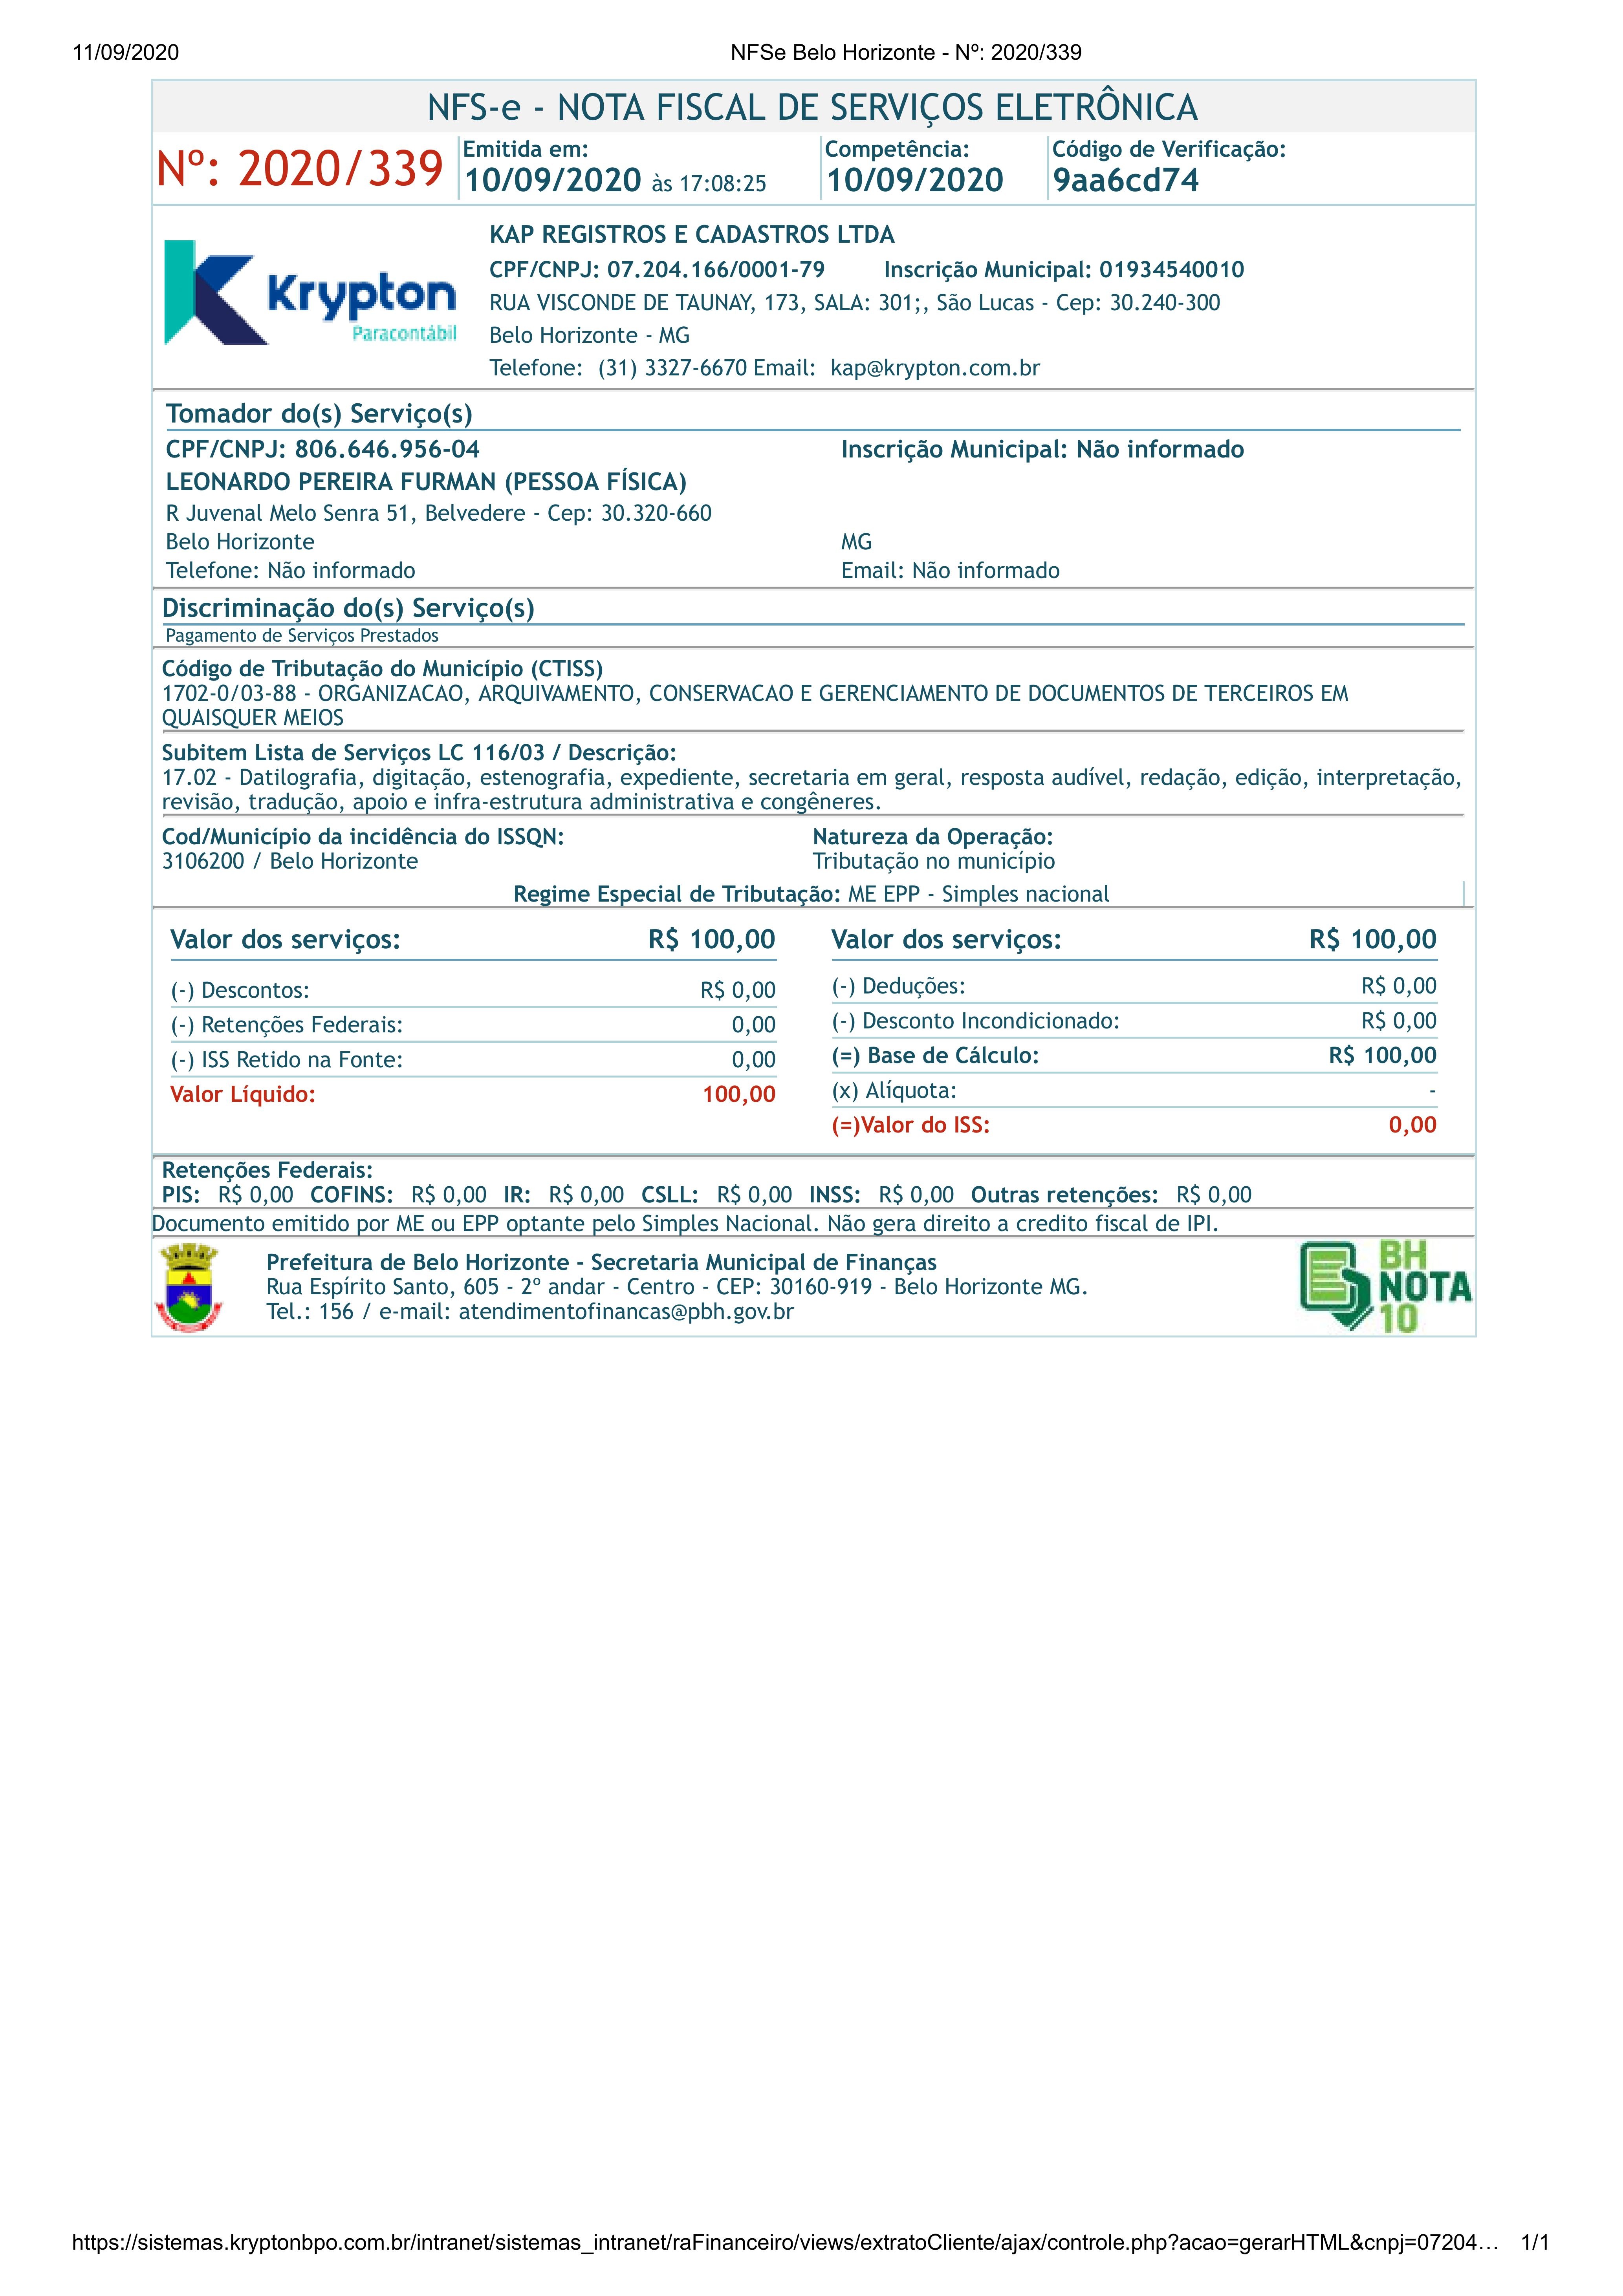 11/09/2020 NFSe Belo Horizonte - Nº: 2020/339
NFS-e - NOTA FISCAL DE SERVIÇOS ELETRÔNICA
Nº: 2020/339
Emitida em:
10/09/2020 às 17:08:25
Competência:
10/09/2020
Código de Verificação:
9aa6cd74
Krypton
Paracontábil
KAP REGISTROS E CADASTROS LTDA
CPF/CNPJ: 07.204.166/0001-79 Inscrição Municipal: 01934540010
RUA VISCONDE DE TAUNAY, 173, SALA: 301;, São Lucas - Cep: 30.240-300
Belo Horizonte - MG
Telefone: (31) 3327-6670 Email: kap@krypton.com.br
Tomador do(s) Serviço(s)
CPF/CNPJ: 806.646.956-04 Inscrição Municipal: Não informado
LEONARDO PEREIRA FURMAN (PESSOA FÍSICA)
R Juvenal Melo Senra 51, Belvedere - Cep: 30.320-660
Belo Horizonte MG
Telefone: Não informado Email: Não informado
Discriminação do(s) Serviço(s)
Pagamento de Serviços Prestados
Código de Tributação do Município (CTISS)
1702-0/03-88 - ORGANIZACAO, ARQUIVAMENTO, CONSERVACAO E GERENCIAMENTO DE DOCUMENTOS DE TERCEIROS EM
QUAISQUER MEIOS
Subitem Lista de Serviços LC 116/03 / Descrição:
17.02 - Datilografia, digitação, estenografia, expediente, secretaria em geral, resposta audível, redação, edição, interpretação,
revisão, tradução, apoio e infra-estrutura administrativa e congêneres.
Cod/Município da incidência do ISSQN: Natureza da Operação:
3106200 / Belo Horizonte Tributação no município
Regime Especial de Tributação: ME EPP - Simples nacional
Valor dos serviços: R$ 100,00
(-) Descontos: R$ 0,00
(-) Retenções Federais: 0,00
(-) ISS Retido na Fonte: 0,00
Valor Líquido: 100,00
Valor dos serviços: R$ 100,00
(-) Deduções: R$ 0,00
(-) Desconto Incondicionado: R$ 0,00
(=) Base de Cálculo: R$ 100,00
(x) Alíquota: -
(=)Valor do ISS: 0,00
Retenções Federais:
PIS: R$ 0,00 COFINS: R$ 0,00 IR: R$ 0,00 CSLL: R$ 0,00 INSS: R$ 0,00 Outras retenções: R$ 0,00
Documento emitido por ME ou EPP optante pelo Simples Nacional. Não gera direito a credito fiscal de IPI.
Prefeitura de Belo Horizonte - Secretaria Municipal de Finanças
Rua Espírito Santo, 605 - 2º andar - Centro - CEP: 30160-919 - Belo Horizonte MG.
Tel.: 156 / e-mail: atendimentofinancas@pbh.gov.br
BH
NOTA
10
https://sistemas.kryptonbpo.com.br/intranet/sistemas_intranet/raFinanceiro/views/extratoCliente/ajax/controle.php?acao=gerarHTML&cnpj=07204… 1/1